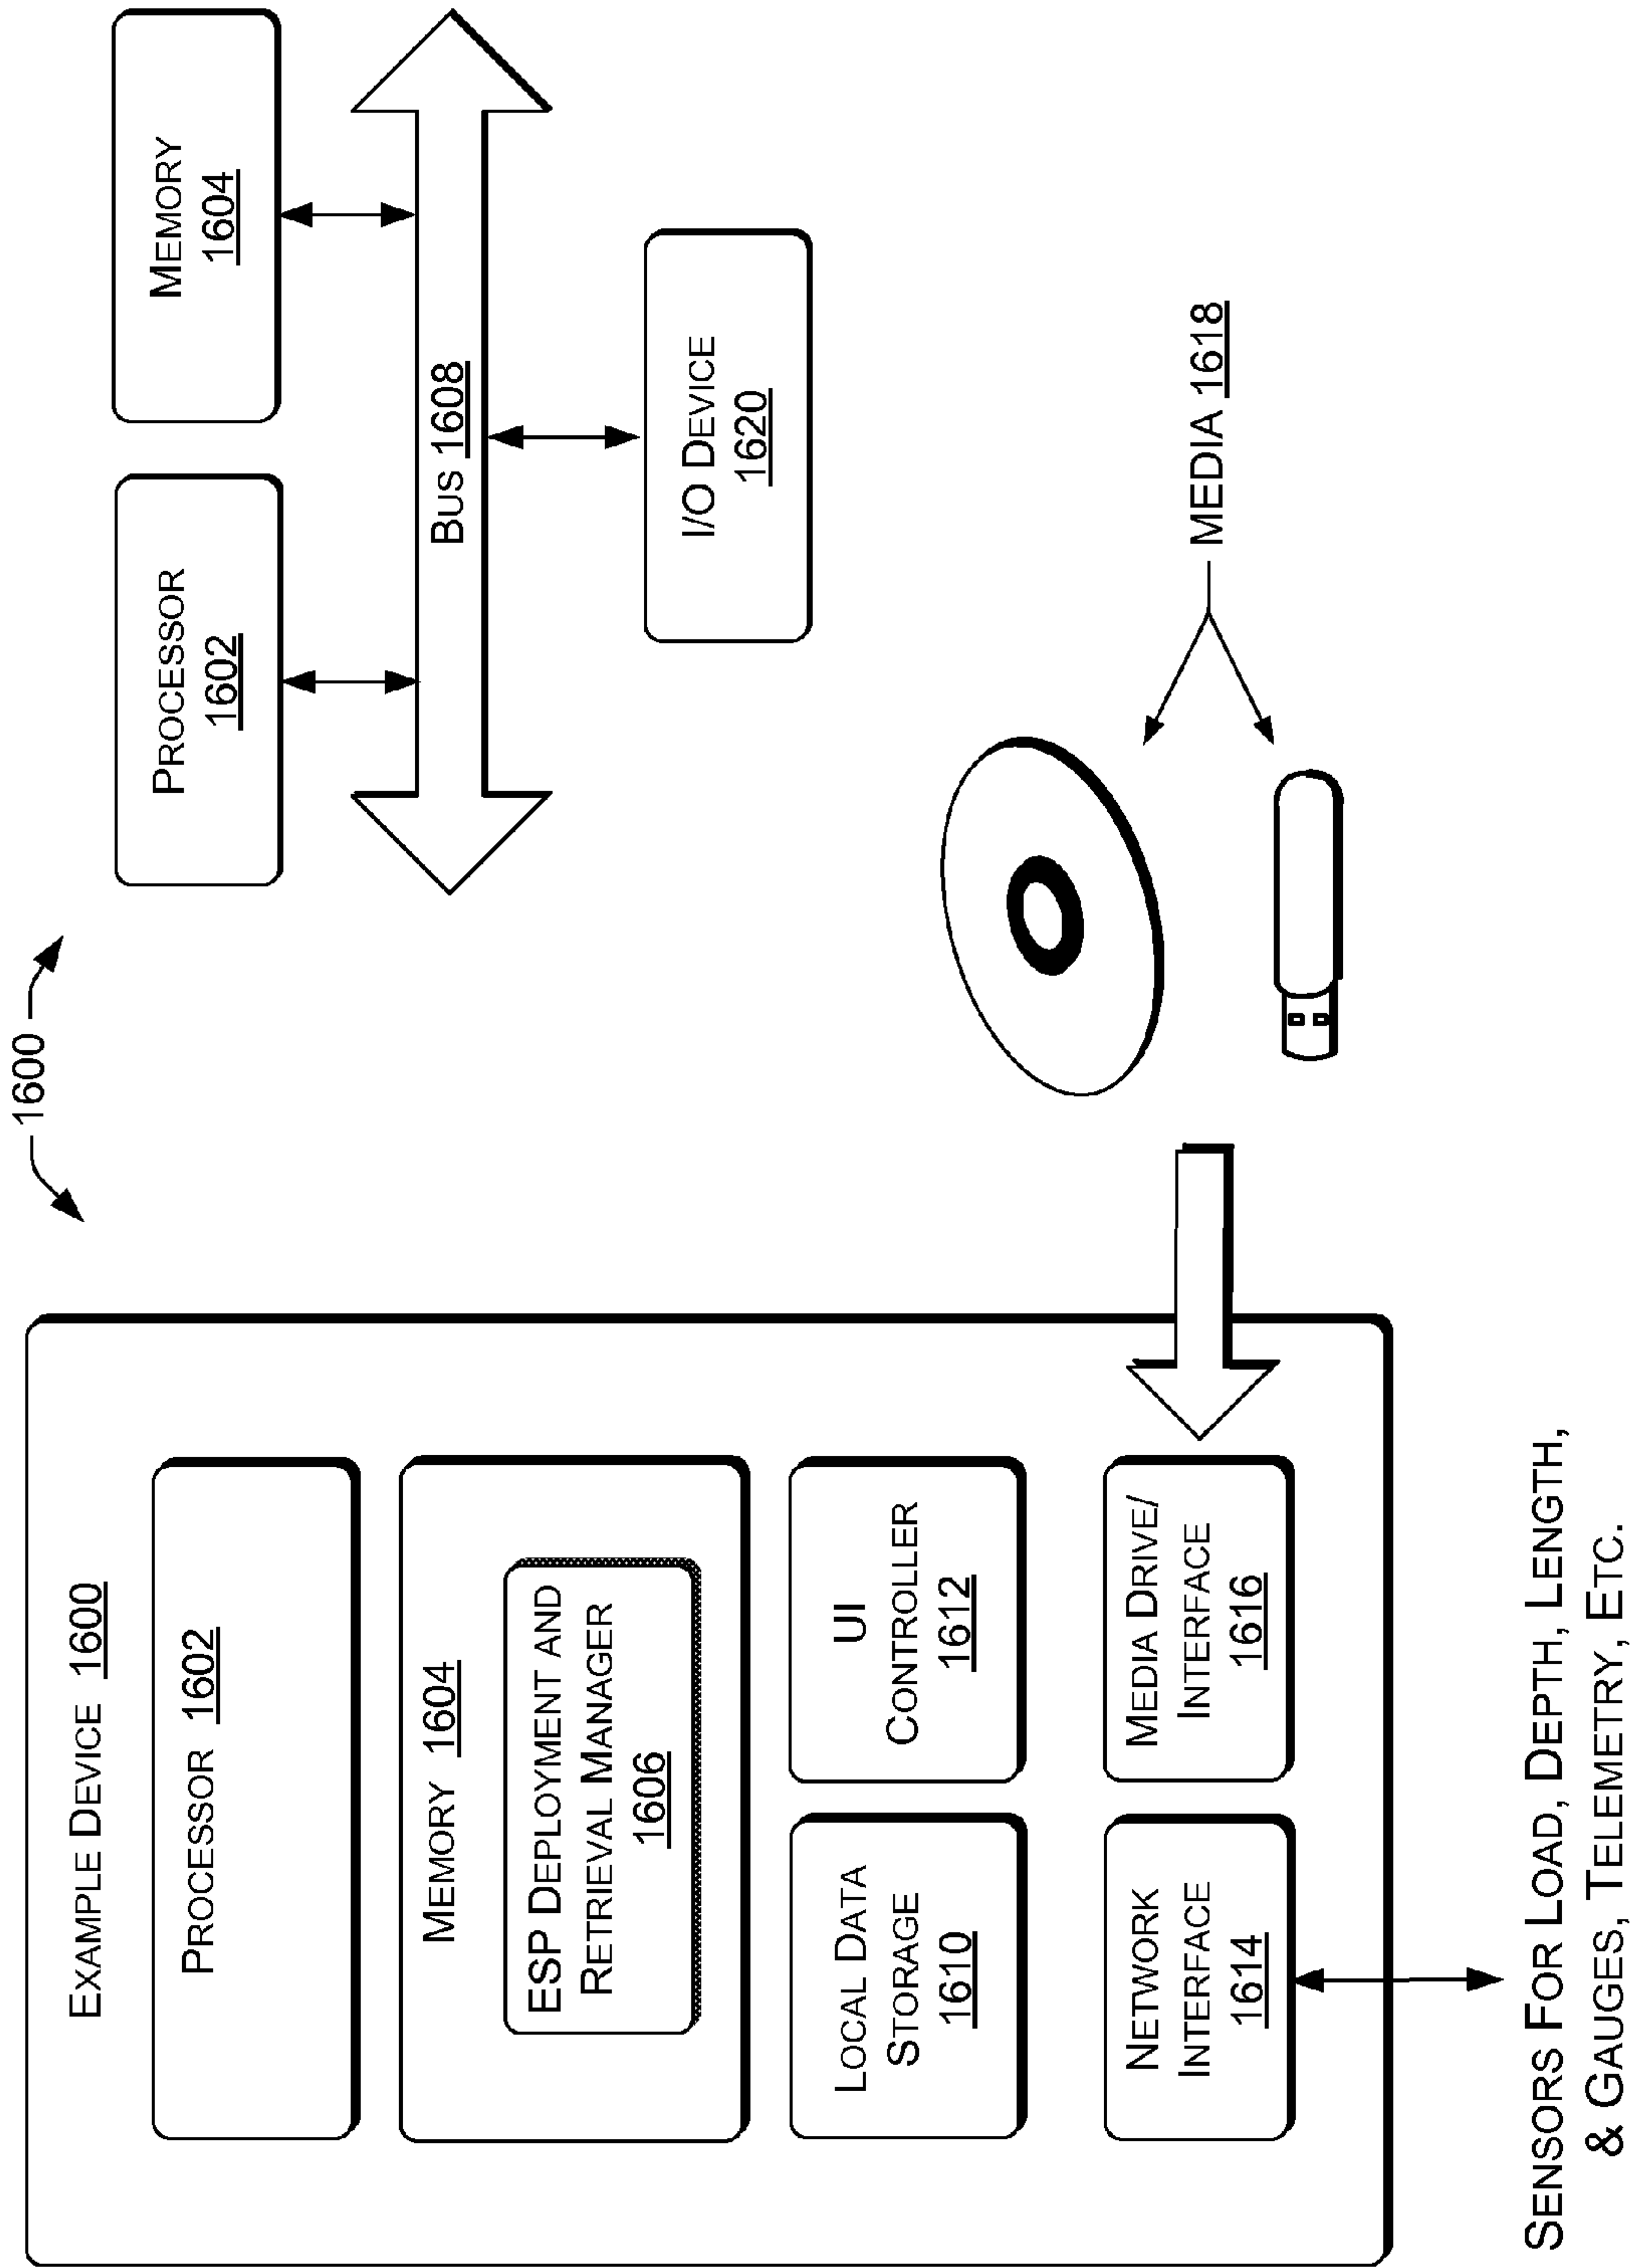 1600
EXAMPLE DEVICE 1600
PROCESSOR 1602
MEMORY 1604
ESP DEPLOYMENT AND
RETRIEVAL MANAGER
1606
LOCAL DATA
STORAGE
1610
UI
CONTROLLER
1612
NETWORK
INTERFACE
1614
MEDIA DRIVE/
INTERFACE
1616
SENSORS FOR LOAD, DEPTH, LENGTH,
& GAUGES, TELEMETRY, ETC.
PROCESSOR
1602
MEMORY
1604
BUS 1608
I/O DEVICE
1620
MEDIA 1618